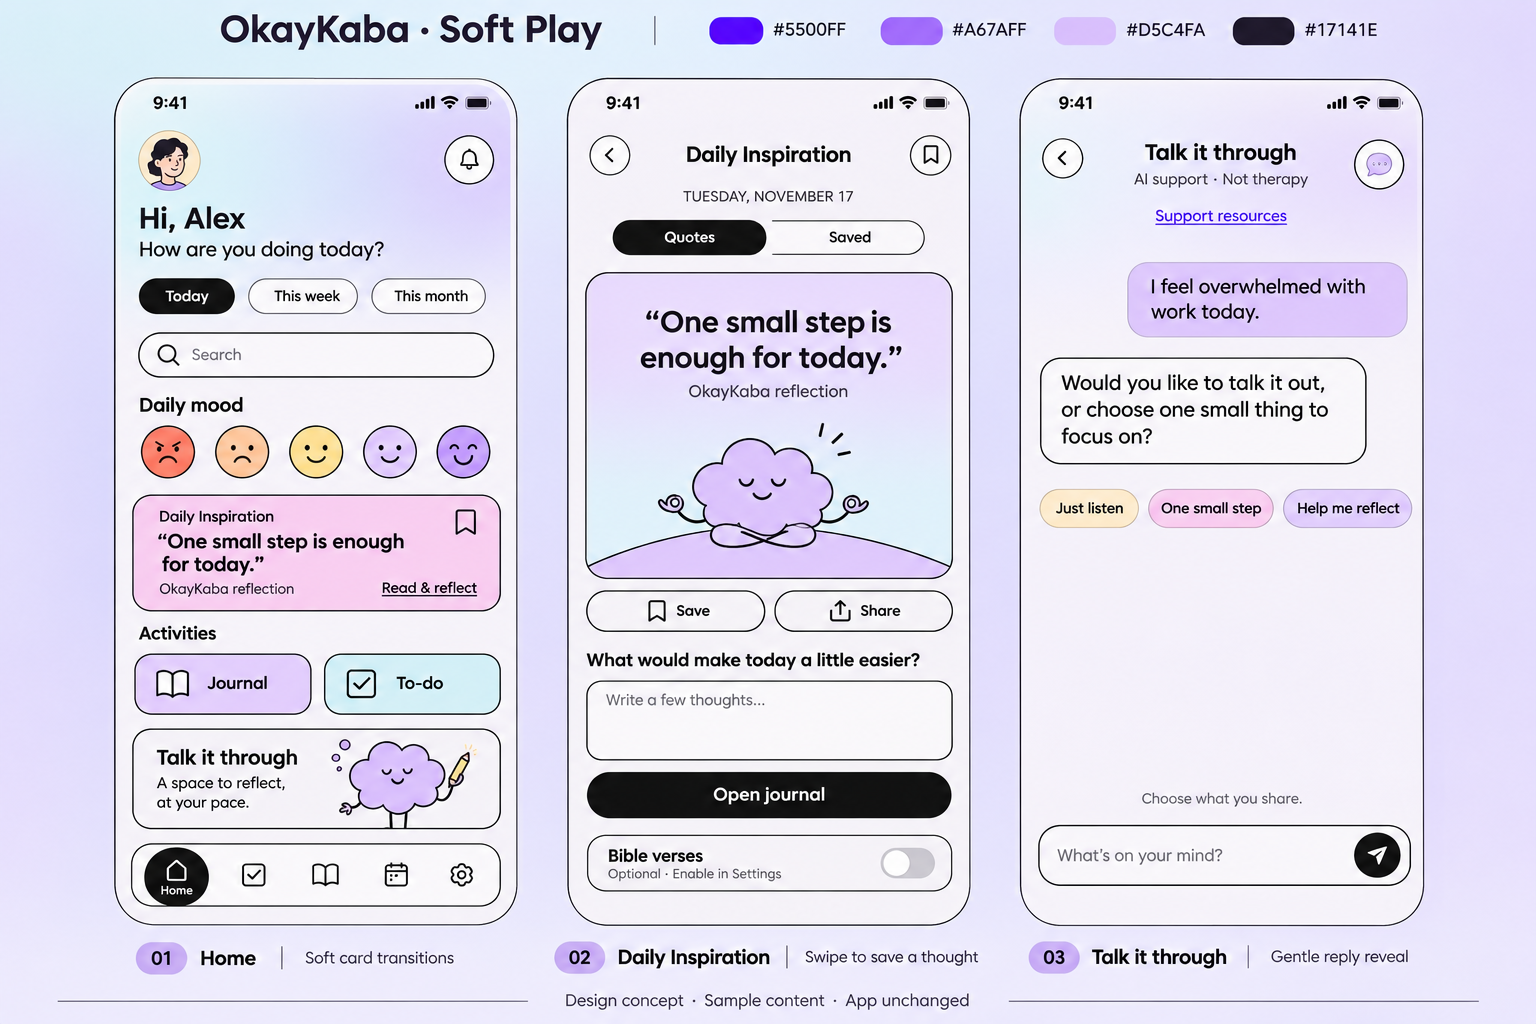 OkayKaba · Soft Play
#5500FF
#A67AFF
#D5C4FA
#17141E
9:41
Hi, Alex
How are you doing today?
Today
This week
This month
Search
Daily mood
Daily Inspiration
“One small step is enough
for today.”
OkayKaba reflection
Read & reflect
Activities
Journal
To-do
Talk it through
A space to reflect,
at your pace.
Home
9:41
Daily Inspiration
TUESDAY, NOVEMBER 17
Quotes
Saved
“One small step is
enough for today.”
OkayKaba reflection
Save
Share
What would make today a little easier?
Write a few thoughts...
Open journal
Bible verses
Optional · Enable in Settings
9:41
Talk it through
AI support · Not therapy
Support resources
I feel overwhelmed with
work today.
Would you like to talk it out,
or choose one small thing to
focus on?
Just listen
One small step
Help me reflect
Choose what you share.
What's on your mind?
01 Home
Soft card transitions
02 Daily Inspiration
Swipe to save a thought
03 Talk it through
Gentle reply reveal
Design concept · Sample content · App unchanged